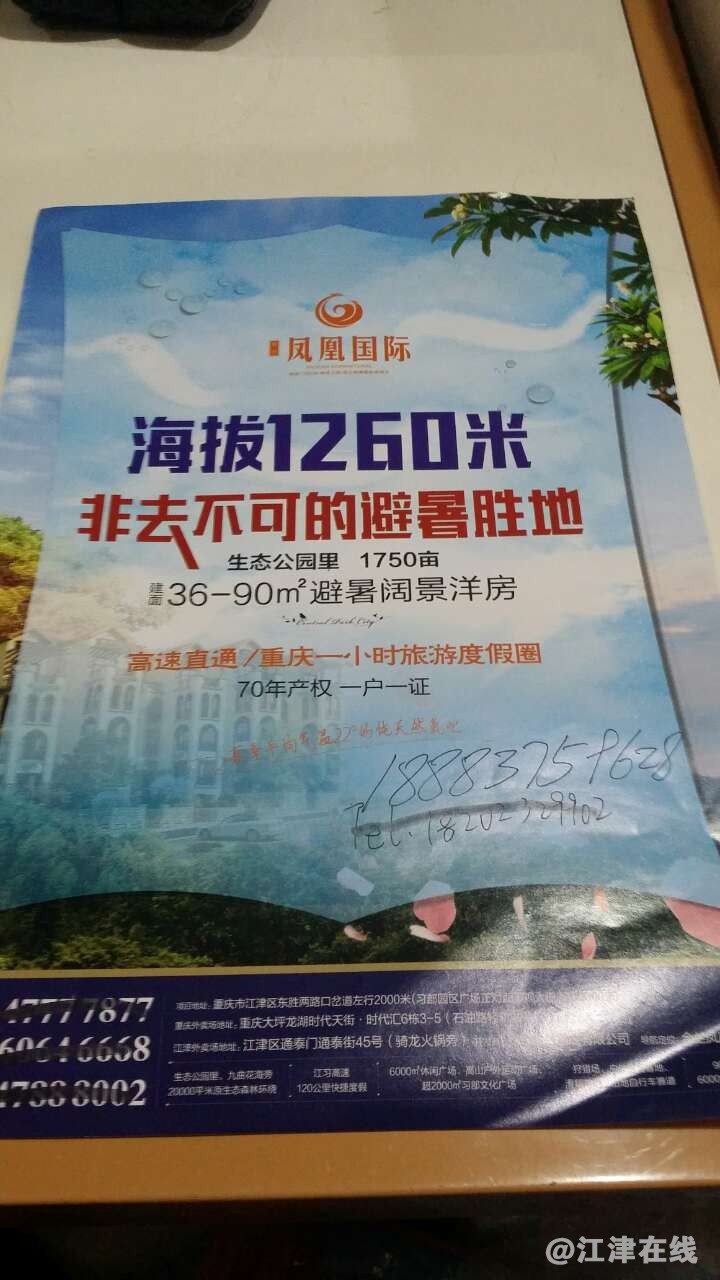 凤凰国际
海拔1260米
非去不可的避暑胜地
生态公园里 1750亩
建面36-90㎡避暑阔景洋房
Central Park City
高速直通/重庆一小时旅游度假圈
70年产权 一户一证
18883759628
Tel. 18202329902
47777877
60646668
47888002
项目地址：重庆市江津区东胜两路口岔道左行2000米
重庆外卖场地址：重庆大坪龙湖时代天街·时代汇6栋3-5
江津外卖场地址：江津区通泰门通泰街45号（骑龙火锅旁）
生态公园里、九曲花海旁
20000平米原生态森林环绕
江习高速
120公里快捷度假
6000㎡休闲广场、高山户外运动广场、
超2000㎡习部文化广场
@江津在线